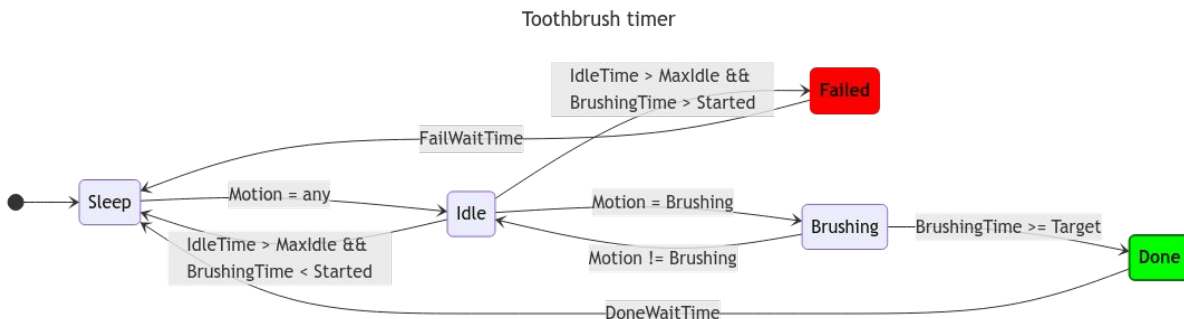 Toothbrush timer
IdleTime > MaxIdle &&
BrushingTime > Started
Failed
FailWaitTime
Sleep
Motion = any
Idle
Motion = Brushing
Brushing
BrushingTime >= Target
IdleTime > MaxIdle &&
BrushingTime < Started
Motion != Brushing
Done
DoneWaitTime